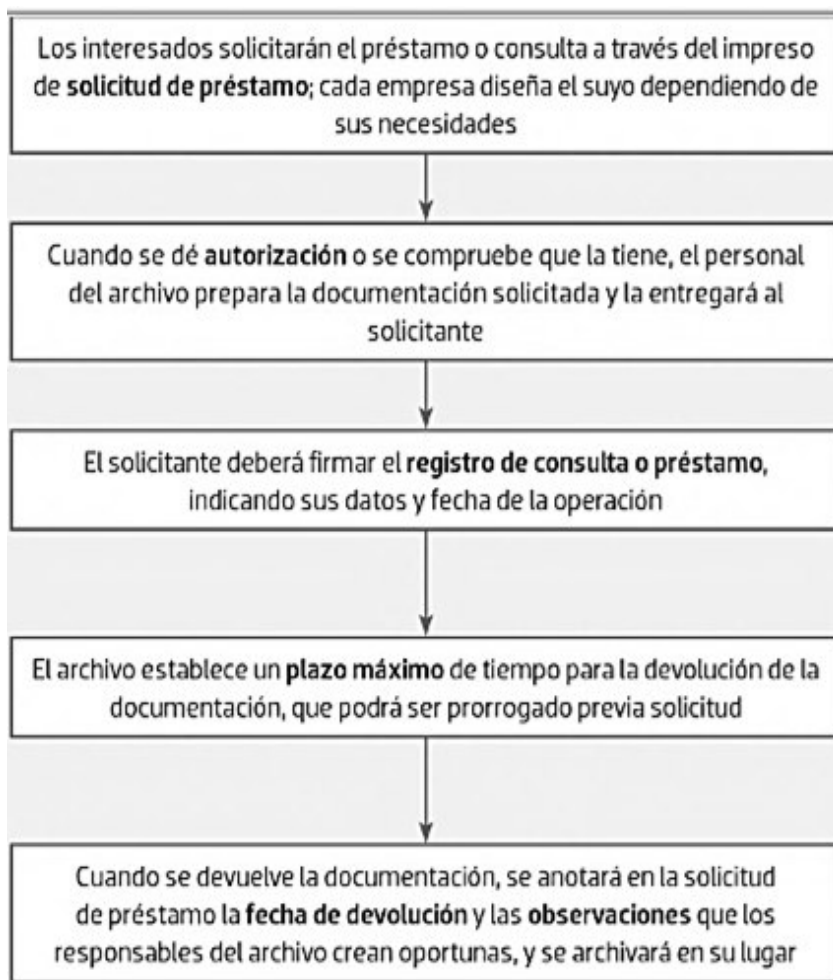 Los interesados solicitarán el préstamo o consulta a través del impreso
de solicitud de préstamo; cada empresa diseña el suyo dependiendo de
sus necesidades
Cuando se dé autorización o se compruebe que la tiene, el personal
del archivo prepara la documentación solicitada y la entregará al
solicitante
El solicitante deberá firmar el registro de consulta o préstamo,
indicando sus datos y fecha de la operación
El archivo establece un plazo máximo de tiempo para la devolución de la
documentación, que podrá ser prorrogado previa solicitud
Cuando se devuelve la documentación, se anotará en la solicitud
de préstamo la fecha de devolución y las observaciones que los
responsables del archivo crean oportunas, y se archivará en su lugar